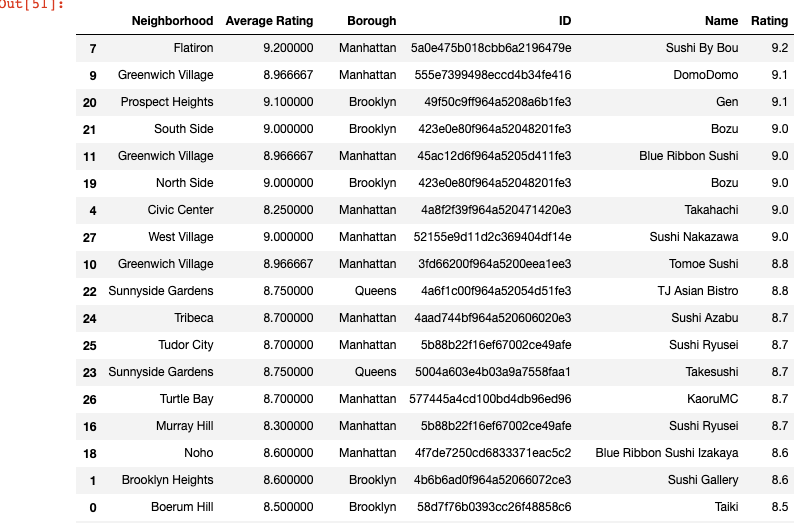 Out[51]:
Neighborhood Average Rating Borough ID Name Rating
7 Flatiron 9.200000 Manhattan 5a0e475b018cbb6a2196479e Sushi By Bou 9.2
9 Greenwich Village 8.966667 Manhattan 555e7399498eccd4b34fe416 DomoDomo 9.1
20 Prospect Heights 9.100000 Brooklyn 49f50c9ff964a5208a6b1fe3 Gen 9.1
21 South Side 9.000000 Brooklyn 423e0e80f964a52048201fe3 Bozu 9.0
11 Greenwich Village 8.966667 Manhattan 45ac12d6f964a5205d411fe3 Blue Ribbon Sushi 9.0
19 North Side 9.000000 Brooklyn 423e0e80f964a52048201fe3 Bozu 9.0
4 Civic Center 8.250000 Manhattan 4a8f2f39f964a520471420e3 Takahachi 9.0
27 West Village 9.000000 Manhattan 52155e9d11d2c369404df14e Sushi Nakazawa 9.0
10 Greenwich Village 8.966667 Manhattan 3fd66200f964a5200eea1ee3 Tomoe Sushi 8.8
22 Sunnyside Gardens 8.750000 Queens 4a6f1c00f964a52054d51fe3 TJ Asian Bistro 8.8
24 Tribeca 8.700000 Manhattan 4aad744bf964a520606020e3 Sushi Azabu 8.7
25 Tudor City 8.700000 Manhattan 5b88b22f16ef67002ce49afe Sushi Ryusei 8.7
23 Sunnyside Gardens 8.750000 Queens 5004a603e4b03a9a7558faa1 Takesushi 8.7
26 Turtle Bay 8.700000 Manhattan 577445a4cd100bd4db96ed96 KaoruMC 8.7
16 Murray Hill 8.300000 Manhattan 5b88b22f16ef67002ce49afe Sushi Ryusei 8.7
18 Noho 8.600000 Manhattan 4f7de7250cd6833371eac5c2 Blue Ribbon Sushi Izakaya 8.6
1 Brooklyn Heights 8.600000 Brooklyn 4b6b6ad0f964a52066072ce3 Sushi Gallery 8.6
0 Boerum Hill 8.500000 Brooklyn 58d7f76b0393cc26f48858c6 Taiki 8.5